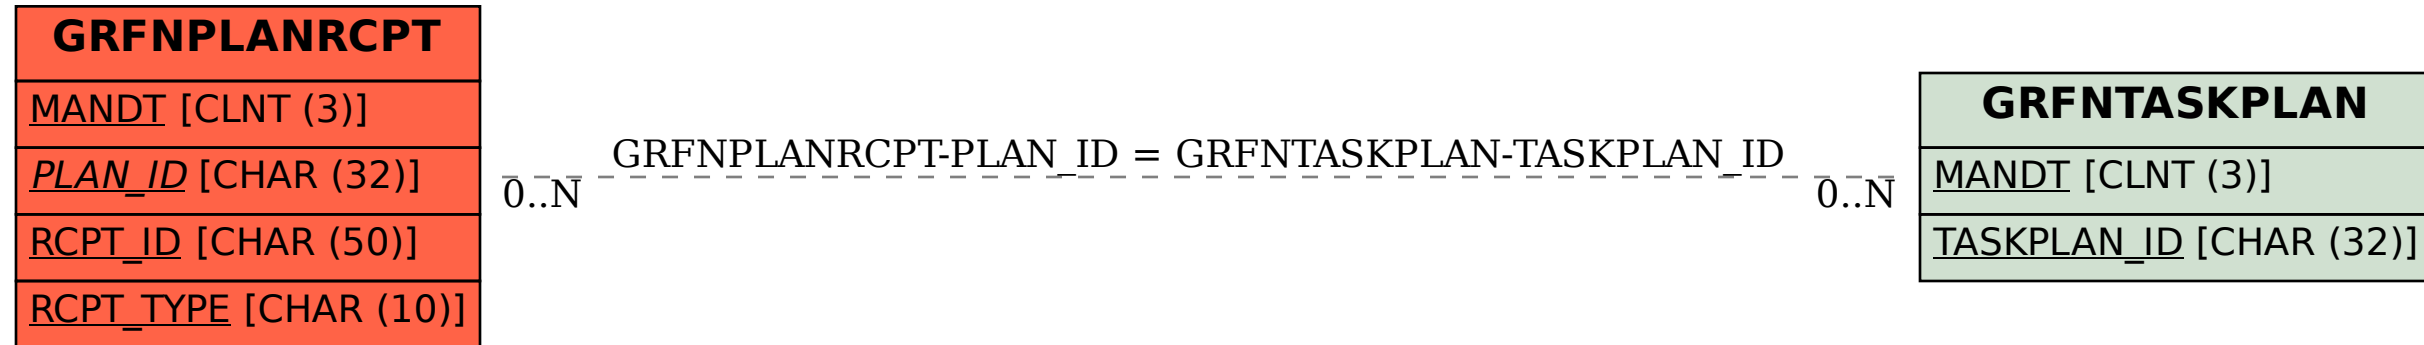 GRFNPLANRCPT
MANDT [CLNT (3)]
PLAN_ID [CHAR (32)]
RCPT_ID [CHAR (50)]
RCPT_TYPE [CHAR (10)]
GRFNPLANRCPT-PLAN_ID = GRFNTASKPLAN-TASKPLAN_ID
0..N
0..N
GRFNTASKPLAN
MANDT [CLNT (3)]
TASKPLAN_ID [CHAR (32)]